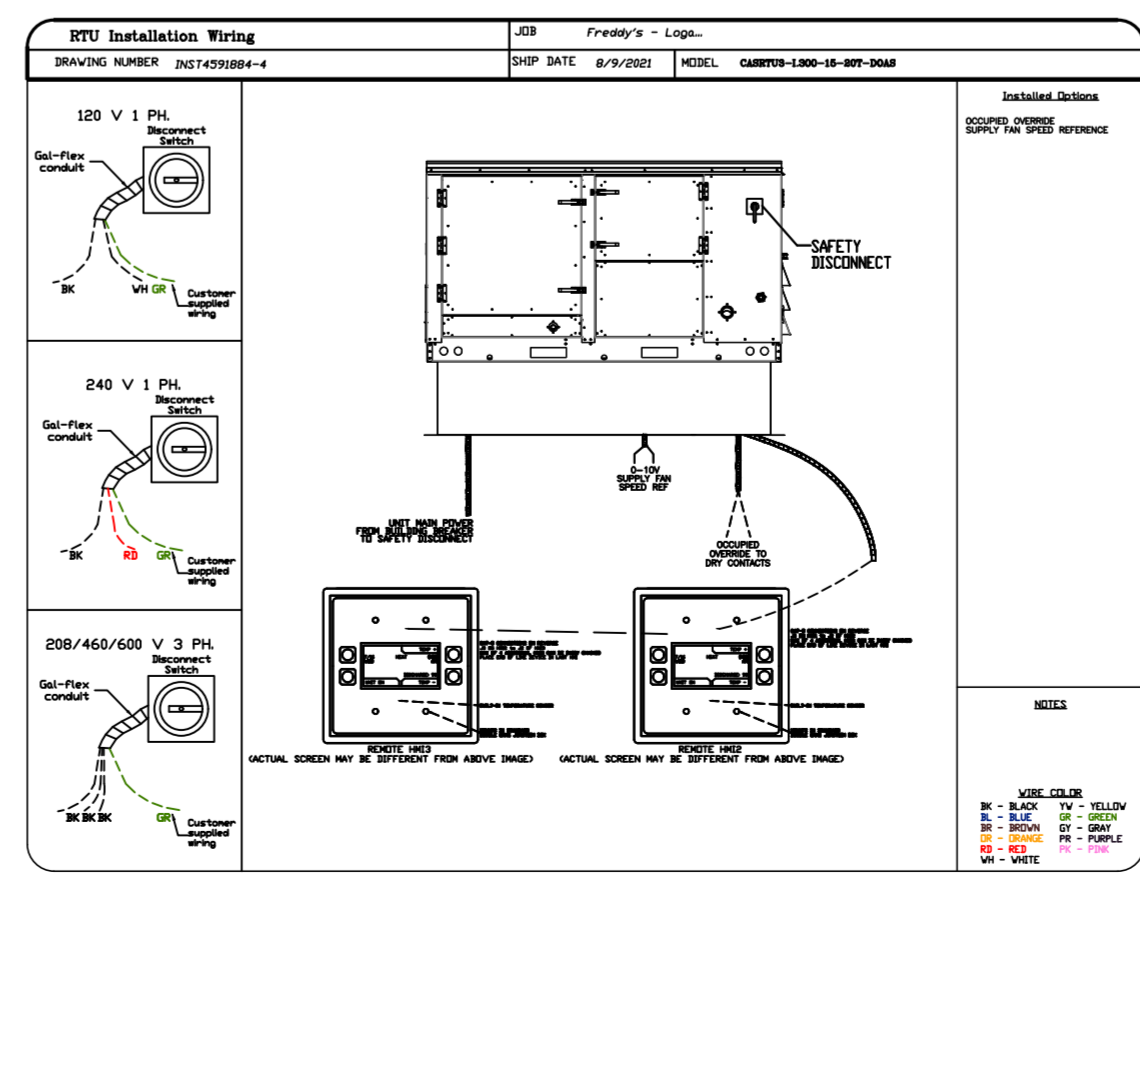 RTU Installation Wiring
JOB Freddy's - Loga...
DRAWING NUMBER INST4591884-4
SHIP DATE 8/9/2021
MODEL CASRTU3-I.300-15-20T-DOAS
120 V 1 PH.
Disconnect
Switch
Gal-flex
conduit
BK
WH GR
Customer
supplied
wiring
240 V 1 PH.
Disconnect
Switch
Gal-flex
conduit
BK
RD
GR
Customer
supplied
wiring
208/460/600 V 3 PH.
Disconnect
Switch
Gal-flex
conduit
BK BK BK
GR
Customer
supplied
wiring
SAFETY
DISCONNECT
0-10V
SUPPLY FAN
SPEED REF
UNIT MAIN POWER
FROM BUILDING BREAKER
TO SAFETY DISCONNECT
OCCUPIED
OVERRIDE TO
DRY CONTACTS
REMOTE HMI3
(ACTUAL SCREEN MAY BE DIFFERENT FROM ABOVE IMAGE)
REMOTE HMI2
(ACTUAL SCREEN MAY BE DIFFERENT FROM ABOVE IMAGE)
Installed Options
OCCUPIED OVERRIDE
SUPPLY FAN SPEED REFERENCE
NOTES
WIRE COLOR
BK - BLACK YW - YELLOW
BL - BLUE GR - GREEN
BR - BROWN GY - GRAY
OR - ORANGE PR - PURPLE
RD - RED PK - PINK
WH - WHITE